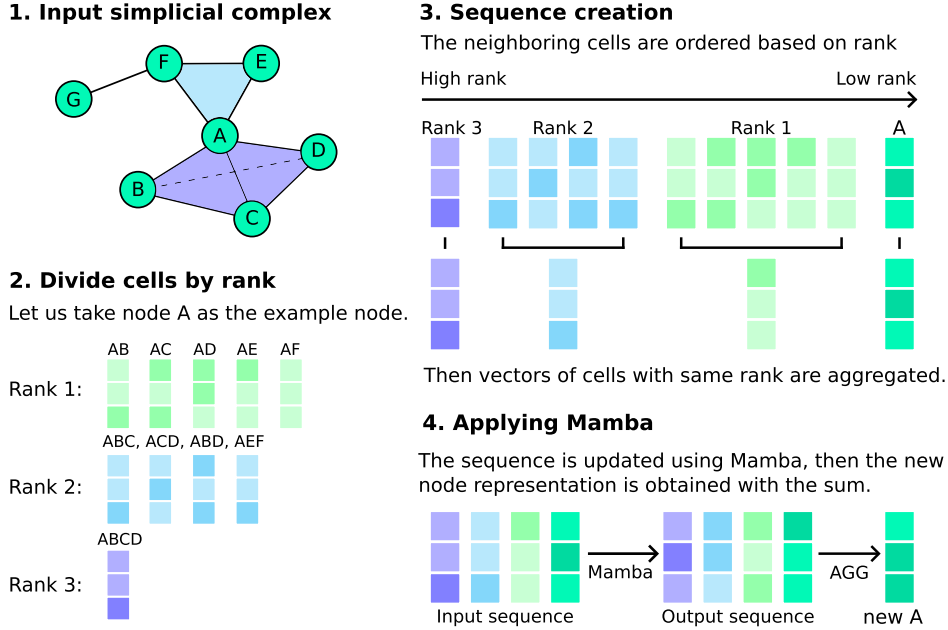 1. Input simplicial complex
F
E
G
A
D
B
C
2. Divide cells by rank
Let us take node A as the example node.
AB AC AD AE AF
Rank 1:
ABC, ACD, ABD, AEF
Rank 2:
ABCD
Rank 3:
3. Sequence creation
The neighboring cells are ordered based on rank
High rank Low rank
Rank 3 Rank 2 Rank 1 A
Then vectors of cells with same rank are aggregated.
4. Applying Mamba
The sequence is updated using Mamba, then the new
node representation is obtained with the sum.
Mamba AGG
Input sequence Output sequence new A